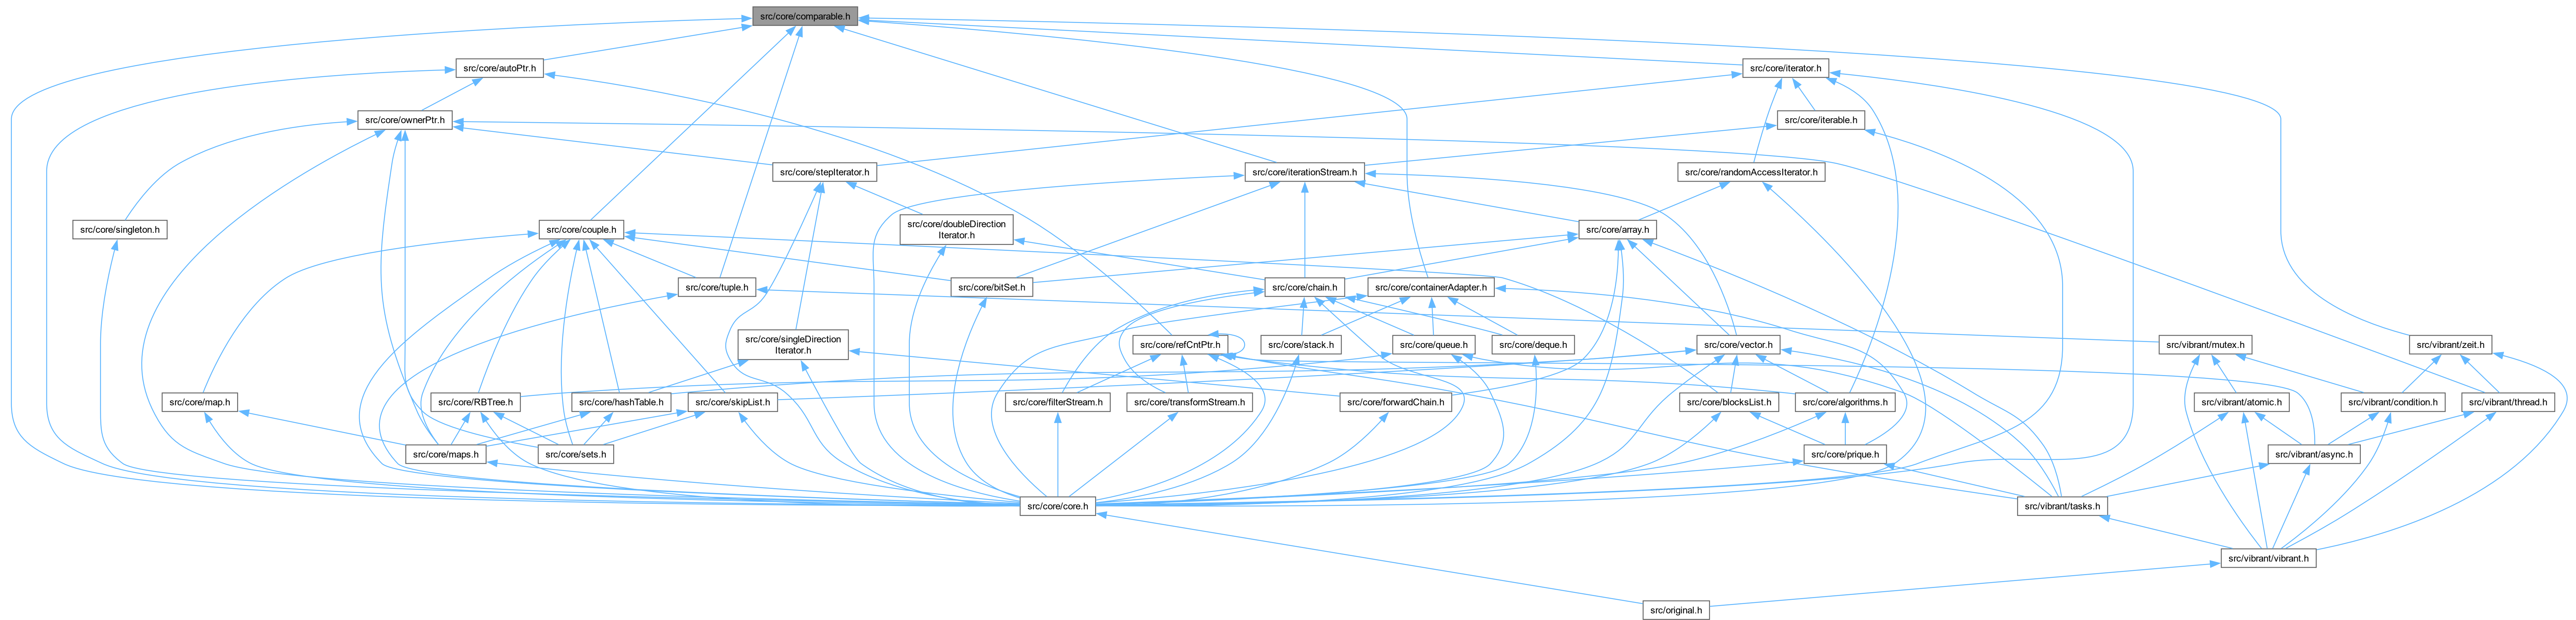 src/core/comparable.h
src/core/autoPtr.h
src/core/iterator.h
src/core/ownerPtr.h
src/core/iterable.h
src/core/stepIterator.h
src/core/iterationStream.h
src/core/randomAccessIterator.h
src/core/singleton.h
src/core/couple.h
src/core/doubleDirection
Iterator.h
src/core/array.h
src/core/tuple.h
src/core/bitSet.h
src/core/chain.h
src/core/containerAdapter.h
src/core/singleDirection
Iterator.h
src/core/refCntPtr.h
src/core/stack.h
src/core/queue.h
src/core/deque.h
src/core/vector.h
src/vibrant/mutex.h
src/vibrant/zeit.h
src/core/map.h
src/core/RBTree.h
src/core/hashTable.h
src/core/skipList.h
src/core/filterStream.h
src/core/transformStream.h
src/core/forwardChain.h
src/core/blocksList.h
src/core/algorithms.h
src/vibrant/atomic.h
src/vibrant/condition.h
src/vibrant/thread.h
src/core/maps.h
src/core/sets.h
src/core/prique.h
src/vibrant/async.h
src/core/core.h
src/vibrant/tasks.h
src/vibrant/vibrant.h
src/original.h